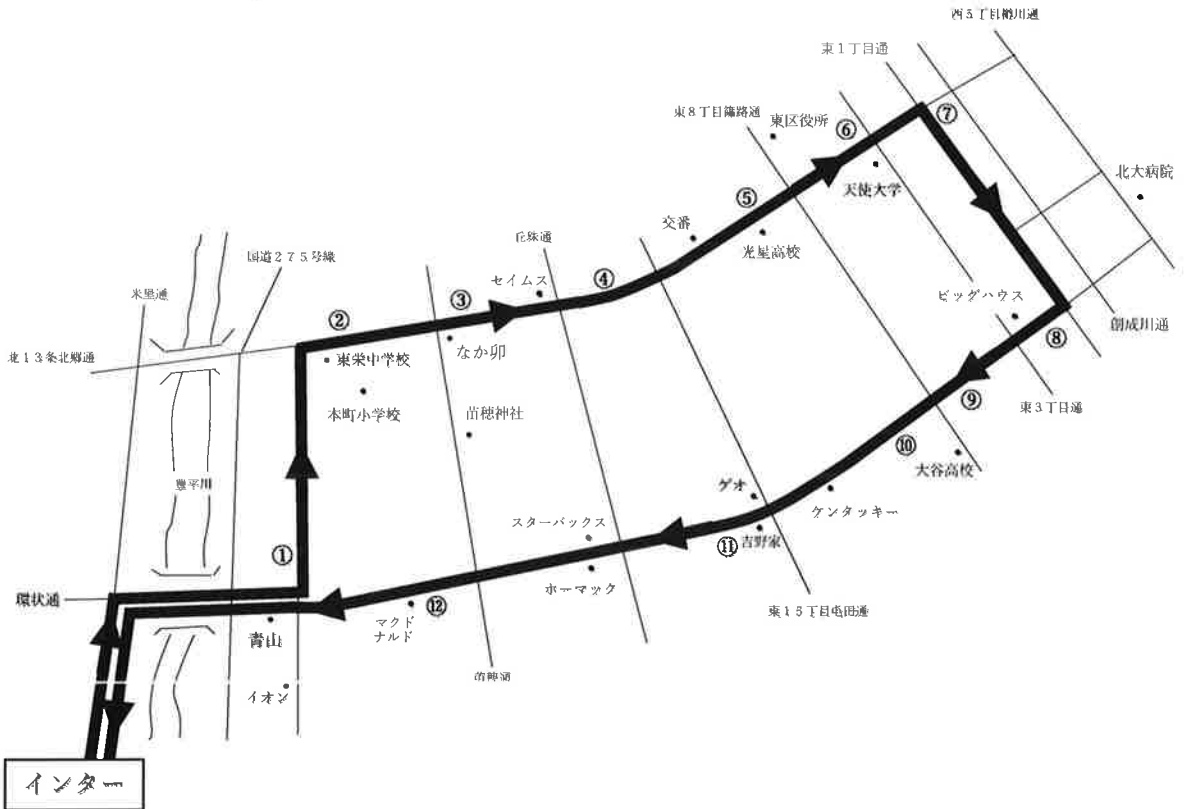 西5丁目樽川通
東1丁目通
東8丁目篠路通
東区役所
⑥
⑦
天使大学
北大病院
⑤
交番
光星高校
丘珠通
国道275号線
セイムス
④
ビッグハウス
米里通
③
創成川通
②
⑧
北13条北郷通
東栄中学校
なか卯
本町小学校
苗穂神社
⑨
東3丁目通
⑩
大谷高校
豊平川
ゲオ
ケンタッキー
スターバックス
①
⑪
吉野家
環状通
ホーマック
⑫
東15丁目屯田通
青山
マクド
ナルド
苗穂通
イオン
インター